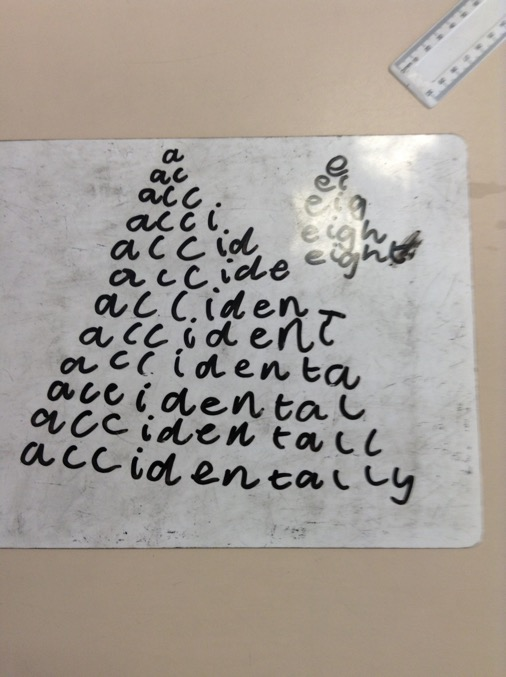 a
ac
acc.
acci.
accid
accide
acciden
accident
accidenta
accidental
accidentall
accidentally
e
ei
eig
eigh
eight